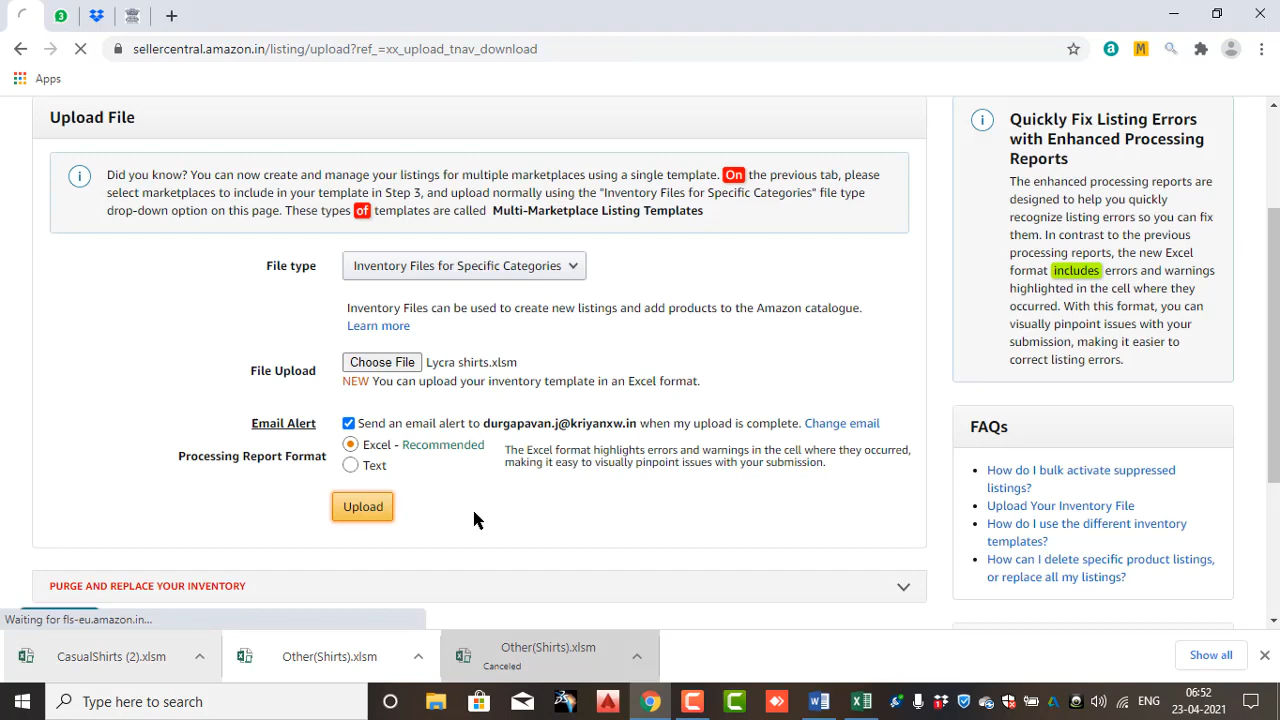 3
sellercentral.amazon.in/listing/upload?ref_=xx_upload_tnav_download
a
M
Apps
Upload File
Did you know? You can now create and manage your listings for multiple marketplaces using a single template. On the previous tab, please
select marketplaces to include in your template in Step 3, and upload normally using the "Inventory Files for Specific Categories" file type
drop-down option on this page. These types of templates are called Multi-Marketplace Listing Templates
File type
Inventory Files for Specific Categories
Inventory Files can be used to create new listings and add products to the Amazon catalogue.
Learn more
File Upload
Choose File Lycra shirts.xlsm
NEW You can upload your inventory template in an Excel format.
Email Alert
Send an email alert to durgapavan.j@kriyanxw.in when my upload is complete. Change email
Processing Report Format
Excel - Recommended
Text
The Excel format highlights errors and warnings in the cell where they occurred,
making it easy to visually pinpoint issues with your submission.
Upload
PURGE AND REPLACE YOUR INVENTORY
Quickly Fix Listing Errors
with Enhanced Processing
Reports
The enhanced processing reports are
designed to help you quickly
recognize listing errors so you can fix
them. In contrast to the previous
processing reports, the new Excel
format includes errors and warnings
highlighted in the cell where they
occurred. With this format, you can
visually pinpoint issues with your
submission, making it easier to
correct listing errors.
FAQs
How do I bulk activate suppressed
listings?
Upload Your Inventory File
How do I use the different inventory
templates?
How can I delete specific product listings,
or replace all my listings?
Waiting for fls-eu.amazon.in...
CasualShirts (2).xlsm
Other(Shirts).xlsm
Other(Shirts).xlsm
Canceled
Show all
Type here to search
ENG
06:52
23-04-2021